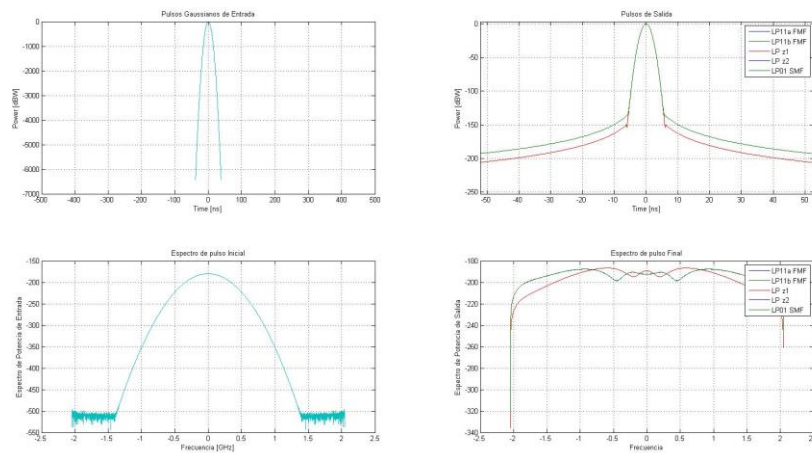 Pulsos Gaussianos de Entrada
Power [dBW]
0
-1000
-2000
-3000
-4000
-5000
-6000
-7000
-500 -400 -300 -200 -100 0 100 200 300 400 500
Time [ns]
Pulsos de Salida
Power [dBW]
0
-50
-100
-150
-200
-250
-50 -40 -30 -20 -10 0 10 20 30 40 50
Time [ns]
LP11a FMF
LP11b FMF
LP z1
LP z2
LP01 SMF
Espectro de pulso Inicial
Espectro de Potencia de Entrada
-150
-200
-250
-300
-350
-400
-450
-500
-550
-2.5 -2 -1.5 -1 -0.5 0 0.5 1 1.5 2 2.5
Frecuencia [GHz]
Espectro de pulso Final
Espectro de Potencia de Salida
-180
-200
-220
-240
-260
-280
-300
-320
-340
-2.5 -2 -1.5 -1 -0.5 0 0.5 1 1.5 2 2.5
Frecuencia
LP11a FMF
LP11b FMF
LP z1
LP z2
LP01 SMF